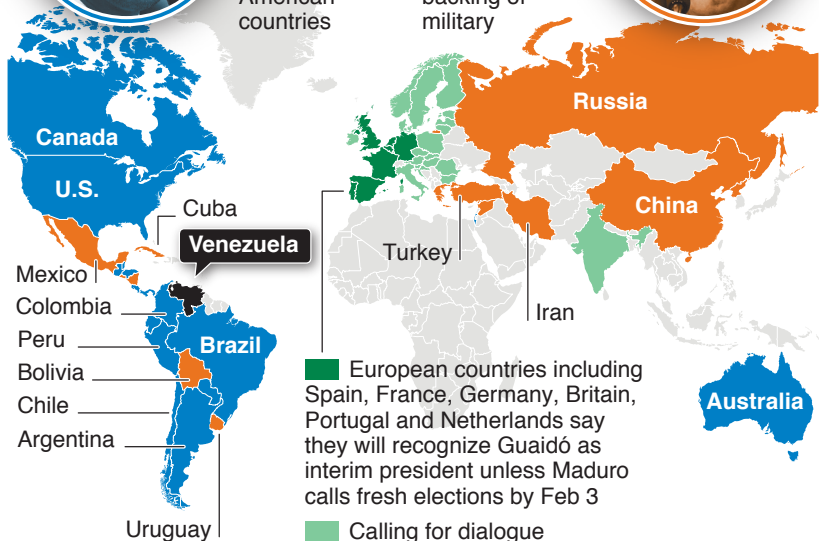 countries
backing of
military
Canada
U.S.
Russia
China
Cuba
Venezuela
Turkey
Iran
Mexico
Colombia
Peru
Bolivia
Chile
Argentina
Uruguay
Brazil
Australia
European countries including
Spain, France, Germany, Britain,
Portugal and Netherlands say
they will recognize Guaidó as
interim president unless Maduro
calls fresh elections by Feb 3
Calling for dialogue